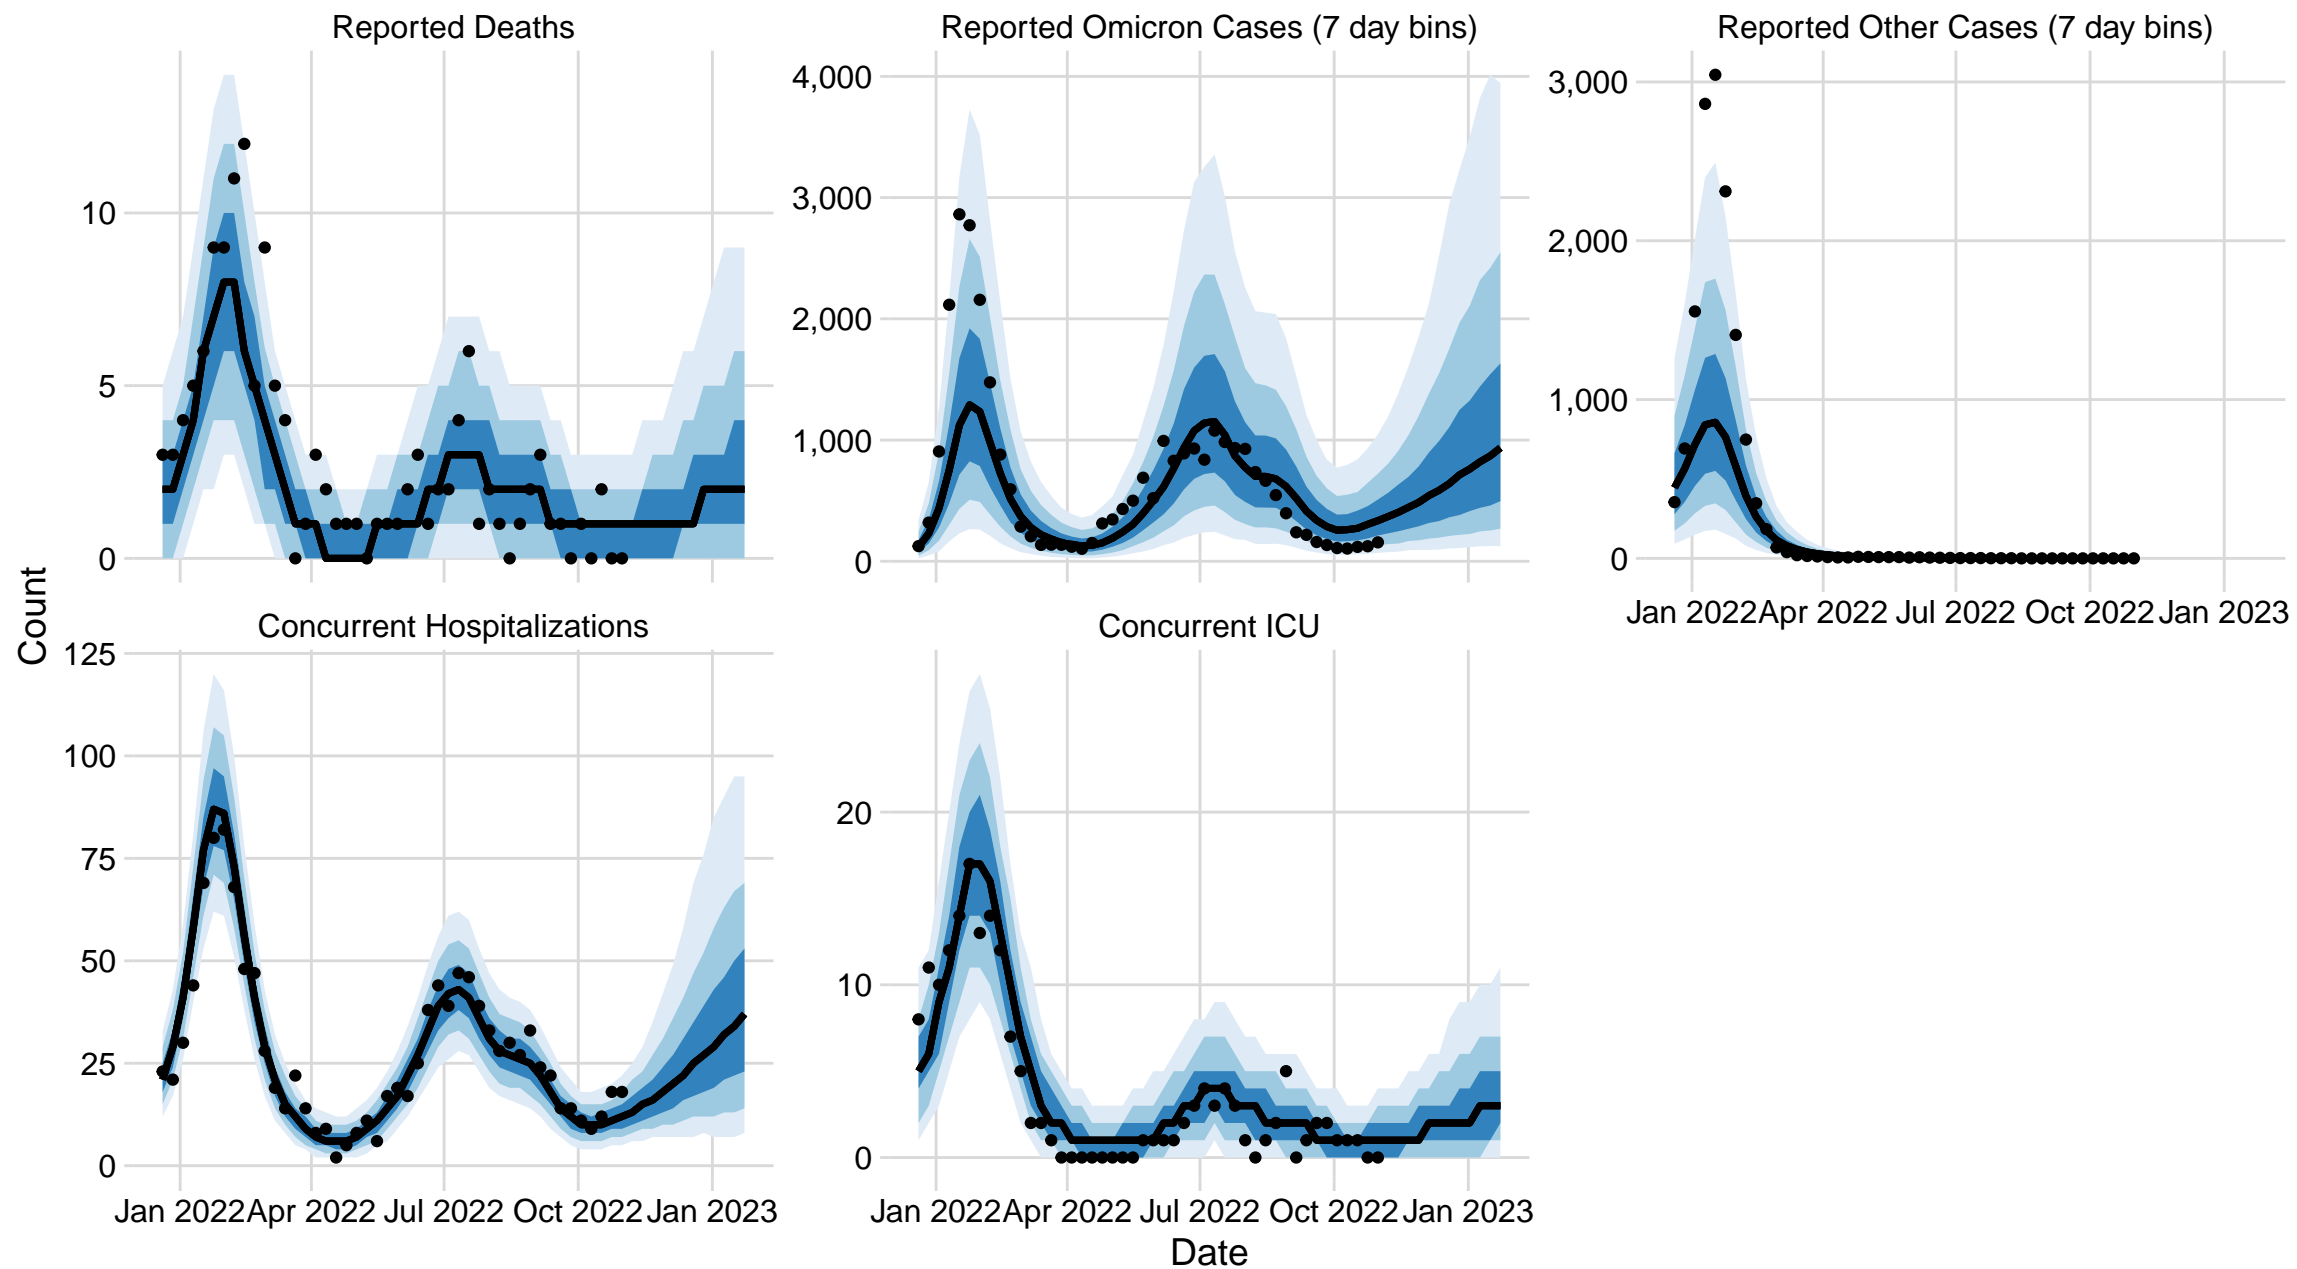 Reported Deaths
Reported Omicron Cases (7 day bins)
Reported Other Cases (7 day bins)
10
5
0
4,000
3,000
2,000
1,000
0
3,000
2,000
1,000
0
Jan 2022 Apr 2022 Jul 2022 Oct 2022 Jan 2023
Count
Concurrent Hospitalizations
Concurrent ICU
125
100
75
50
25
0
20
10
0
Jan 2022 Apr 2022 Jul 2022 Oct 2022 Jan 2023
Jan 2022 Apr 2022 Jul 2022 Oct 2022 Jan 2023
Date